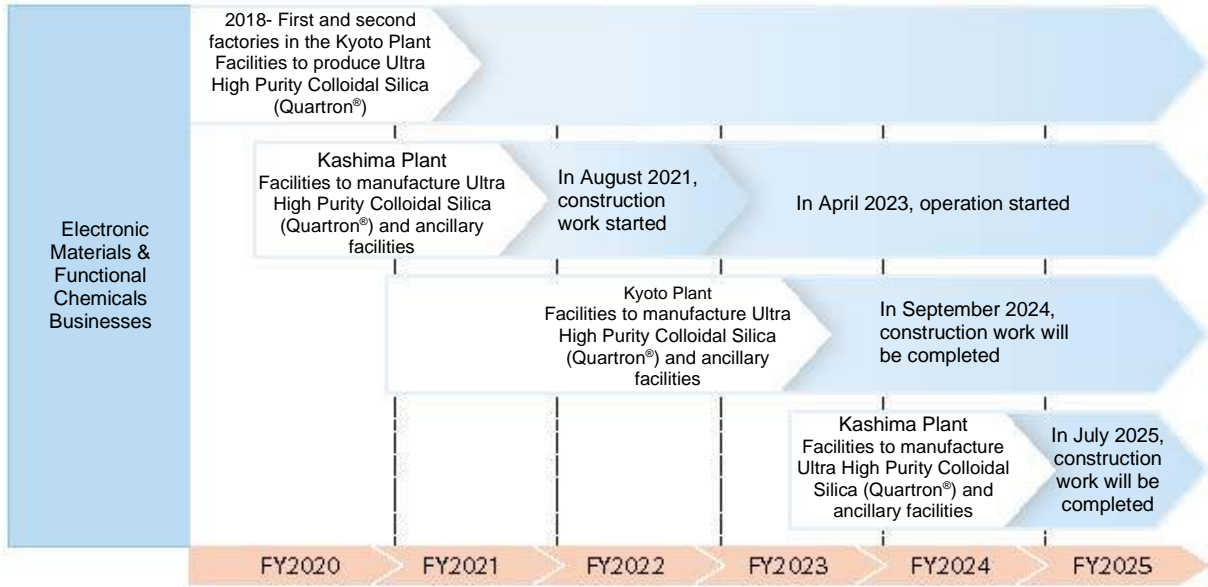 Electronic
Materials &
Functional
Chemicals
Businesses
2018- First and second
factories in the Kyoto Plant
Facilities to produce Ultra
High Purity Colloidal Silica
(Quartron®)
Kashima Plant
Facilities to manufacture Ultra
High Purity Colloidal Silica
(Quartron®) and ancillary
facilities
In August 2021,
construction
work started
In April 2023, operation started
Kyoto Plant
Facilities to manufacture Ultra
High Purity Colloidal Silica
(Quartron®) and ancillary
facilities
In September 2024,
construction work will
be completed
Kashima Plant
Facilities to manufacture
Ultra High Purity Colloidal
Silica (Quartron®) and
ancillary facilities
In July 2025,
construction
work will be
completed
FY2020
FY2021
FY2022
FY2023
FY2024
FY2025